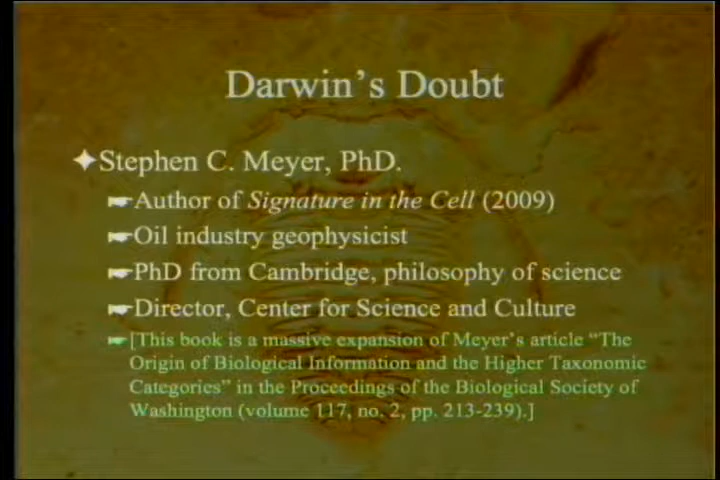 Darwin's Doubt
Stephen C. Meyer, PhD.
Author of Signature in the Cell (2009)
Oil industry geophysicist
PhD from Cambridge, philosophy of science
Director, Center for Science and Culture
[This book is a massive expansion of Meyer's article “The
Origin of Biological Information and the Higher Taxonomic
Categories” in the Proceedings of the Biological Society of
Washington (volume 117, no. 2, pp. 213-239).]